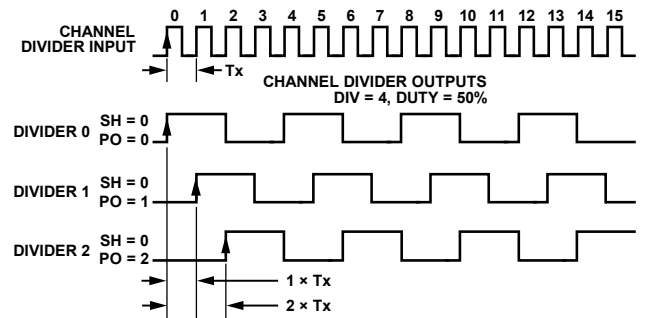 0 1 2 3 4 5 6 7 8 9 10 11 12 13 14 15
CHANNEL
DIVIDER INPUT
Tx
CHANNEL DIVIDER OUTPUTS
DIV = 4, DUTY = 50%
DIVIDER 0
SH = 0
PO = 0
DIVIDER 1
SH = 0
PO = 1
DIVIDER 2
SH = 0
PO = 2
1 × Tx
2 × Tx